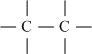 — C — C —